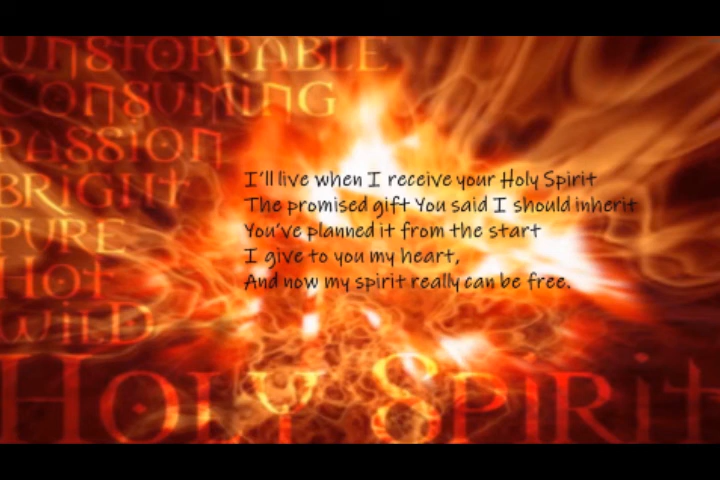 UNSTOPPABLE
CONSUMING
PASSION
BRIGHT
PURE
HOT
WILD
I'll live when I receive your Holy Spirit
The promised gift You said I should inherit
You've planned it from the start
I give to you my heart,
And now my spirit really can be free.
HOLY SPIRIT